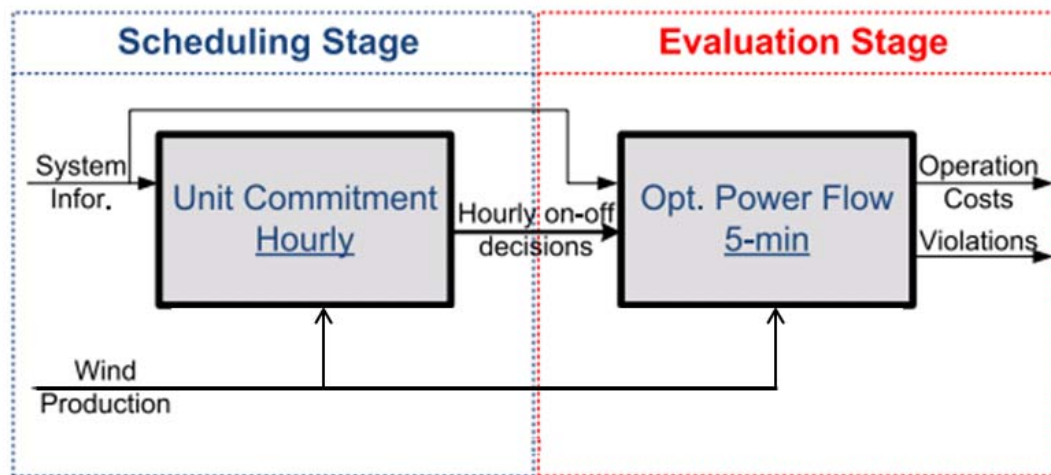 Scheduling Stage
Evaluation Stage
System
Infor.
Unit Commitment
Hourly
Hourly on-off
decisions
Opt. Power Flow
5-min
Operation
Costs
Violations
Wind
Production